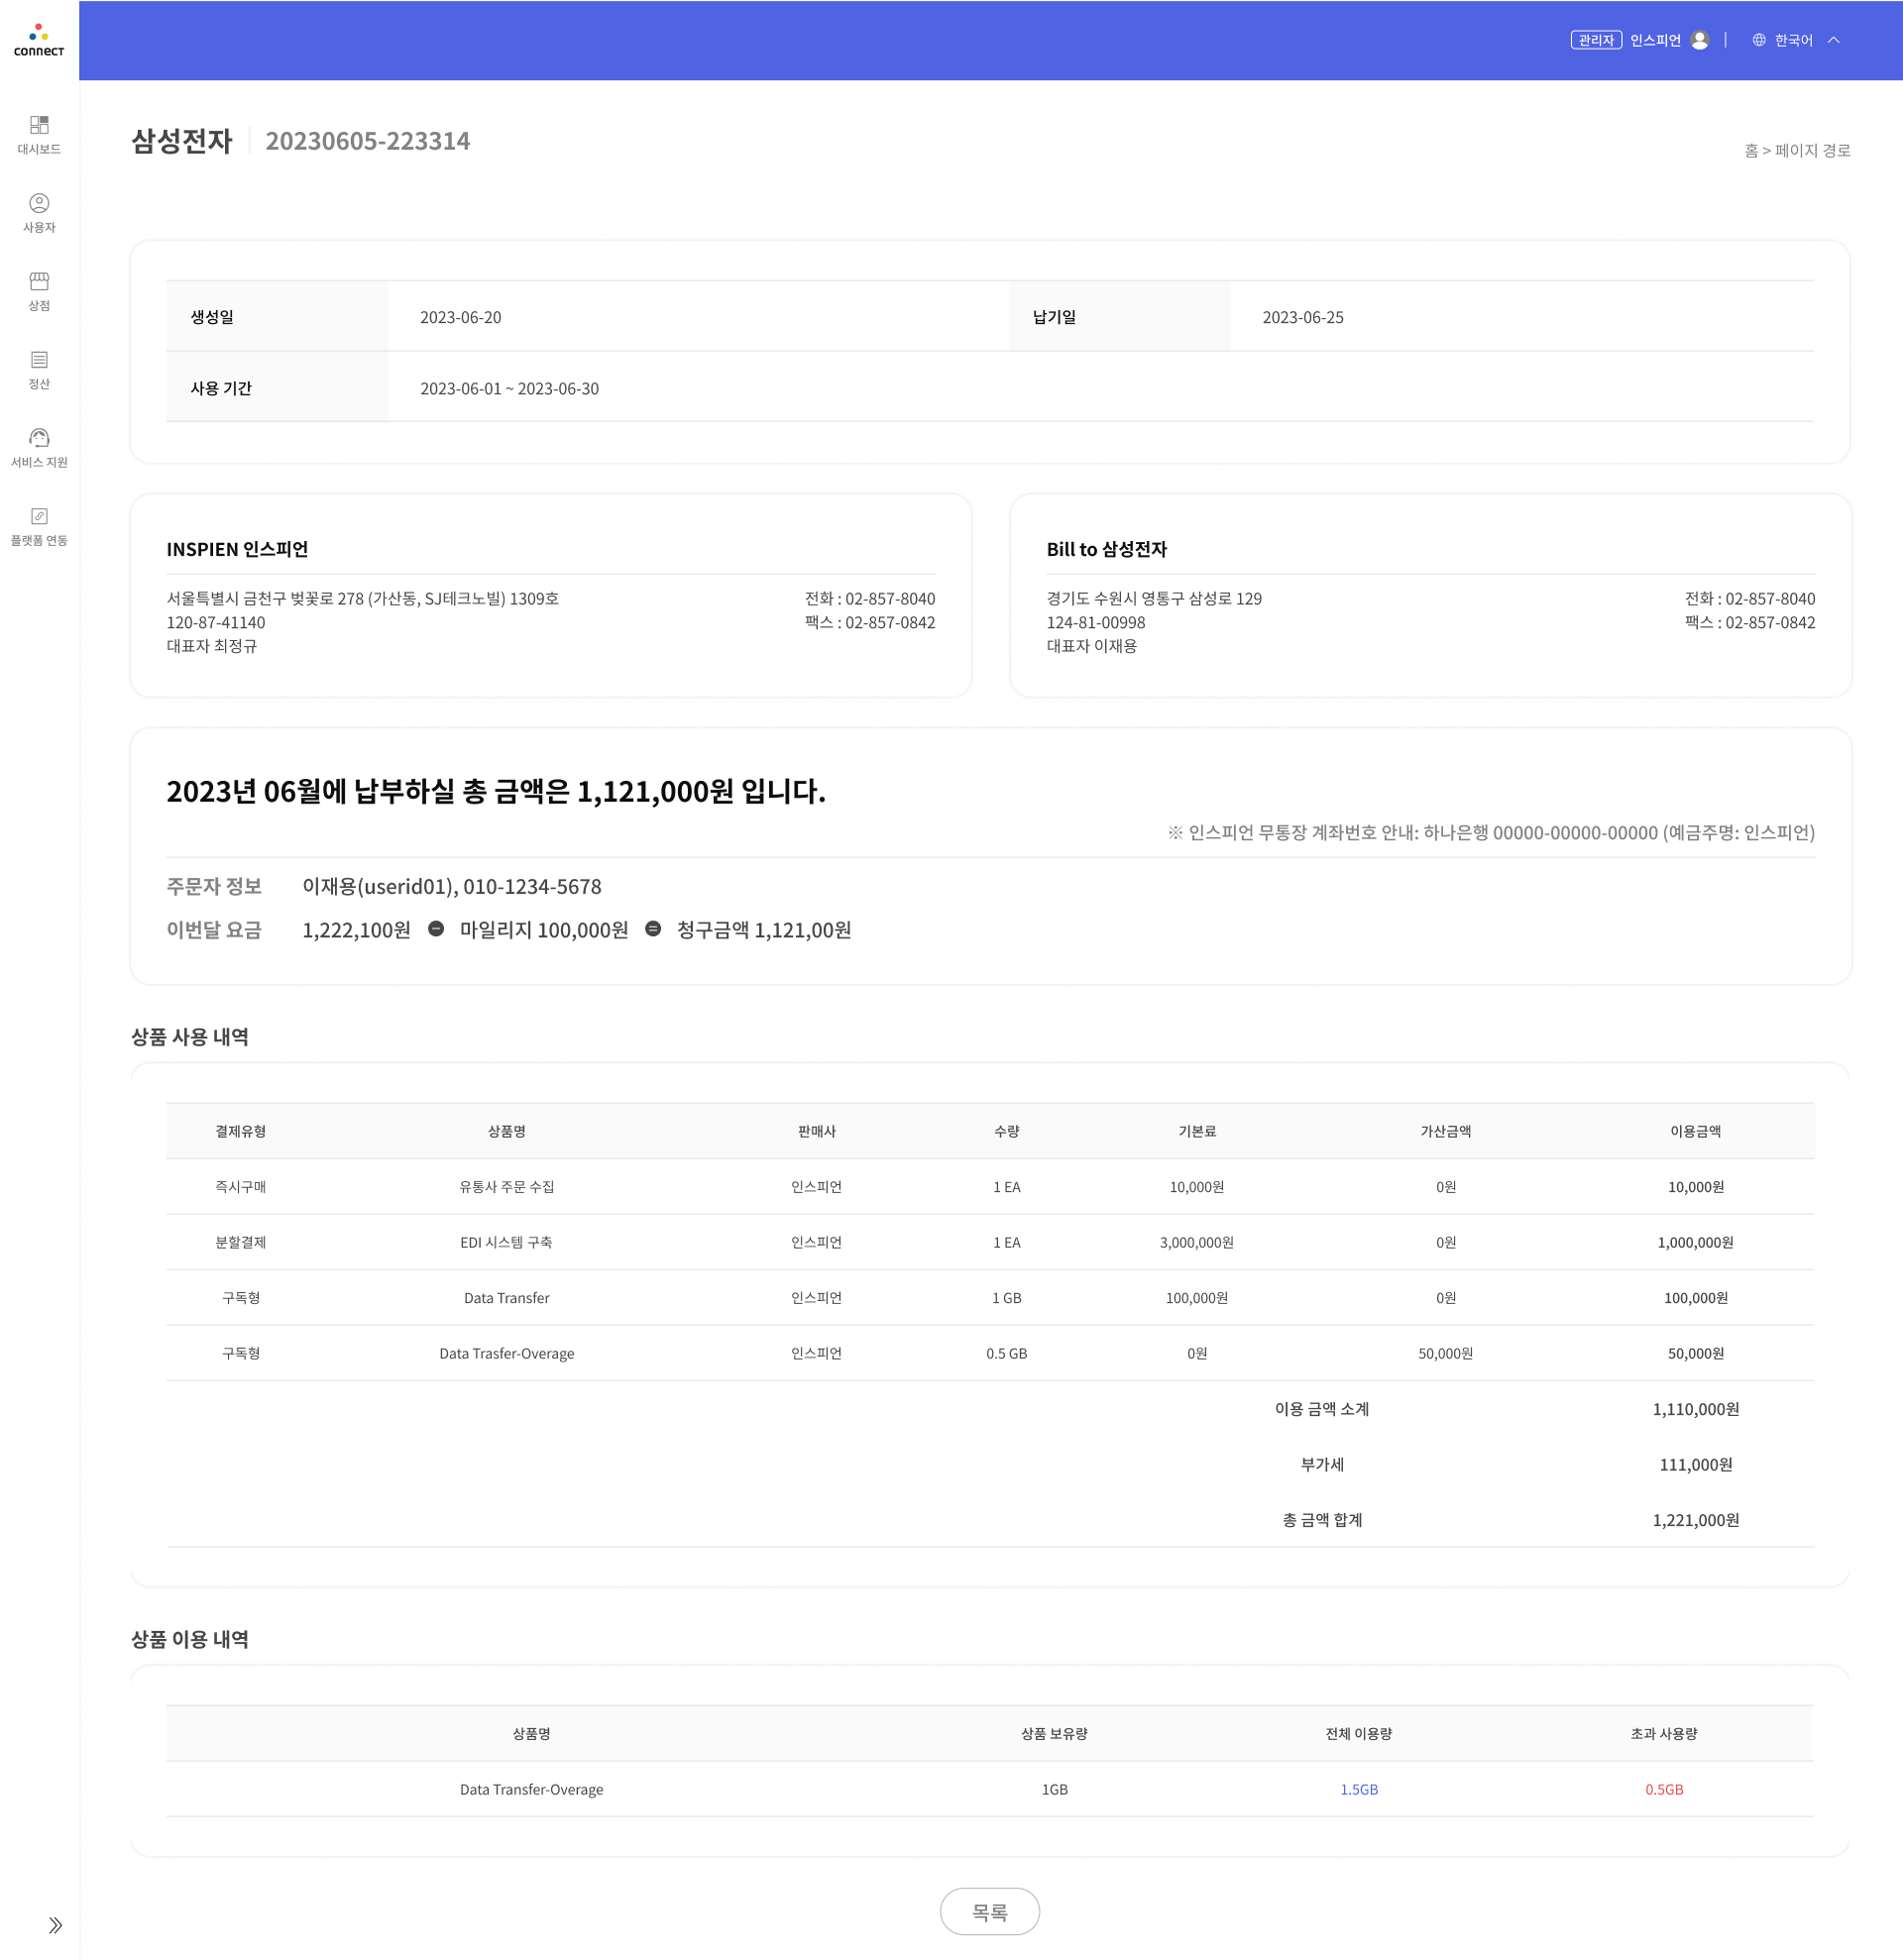 connect
관리자 인스피언 | 한국어
대시보드
사용자
상점
정산
서비스 지원
플랫폼 연동
삼성전자 20230605-223314
홈 > 페이지 경로
생성일 2023-06-20 납기일 2023-06-25
사용 기간 2023-06-01 ~ 2023-06-30
INSPIEN 인스피언
서울특별시 금천구 벚꽃로 278 (가산동, SJ테크노빌) 1309호 전화 : 02-857-8040
120-87-41140 팩스 : 02-857-0842
대표자 최정규
Bill to 삼성전자
경기도 수원시 영통구 삼성로 129 전화 : 02-857-8040
124-81-00998 팩스 : 02-857-0842
대표자 이재용
2023년 06월에 납부하실 총 금액은 1,121,000원 입니다.
※ 인스피언 무통장 계좌번호 안내: 하나은행 00000-00000-00000 (예금주명: 인스피언)
주문자 정보 이재용(userid01), 010-1234-5678
이번달 요금 1,222,100원 − 마일리지 100,000원 = 청구금액 1,121,00원
상품 사용 내역
결제유형 상품명 판매사 수량 기본료 가산금액 이용금액
즉시구매 유통사 주문 수집 인스피언 1 EA 10,000원 0원 10,000원
분할결제 EDI 시스템 구축 인스피언 1 EA 3,000,000원 0원 1,000,000원
구독형 Data Transfer 인스피언 1 GB 100,000원 0원 100,000원
구독형 Data Trasfer-Overage 인스피언 0.5 GB 0원 50,000원 50,000원
이용 금액 소계 1,110,000원
부가세 111,000원
총 금액 합계 1,221,000원
상품 이용 내역
상품명 상품 보유량 전체 이용량 초과 사용량
Data Transfer-Overage 1GB 1.5GB 0.5GB
목록